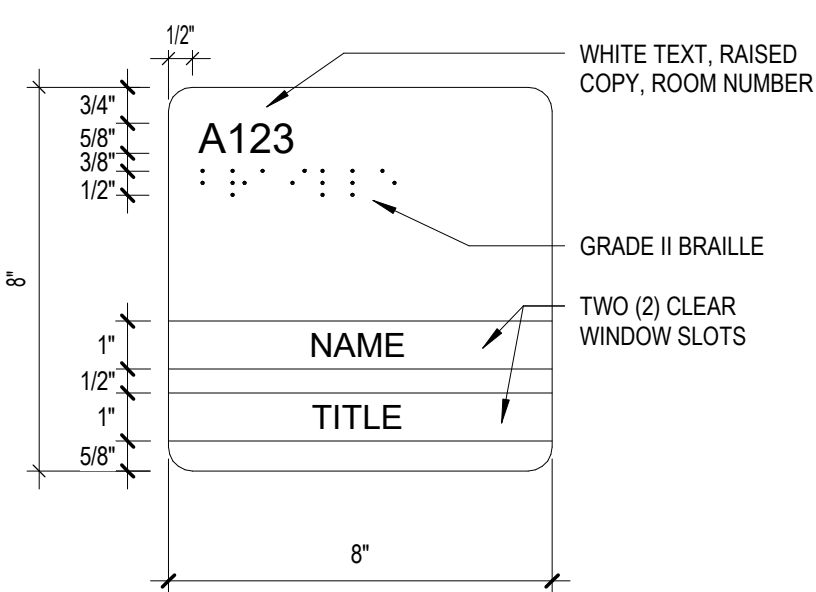 1/2"
WHITE TEXT, RAISED
COPY, ROOM NUMBER
3/4"
5/8"
3/8"
1/2"
A123
GRADE II BRAILLE
8"
TWO (2) CLEAR
WINDOW SLOTS
1"
NAME
1/2"
1"
TITLE
5/8"
8"